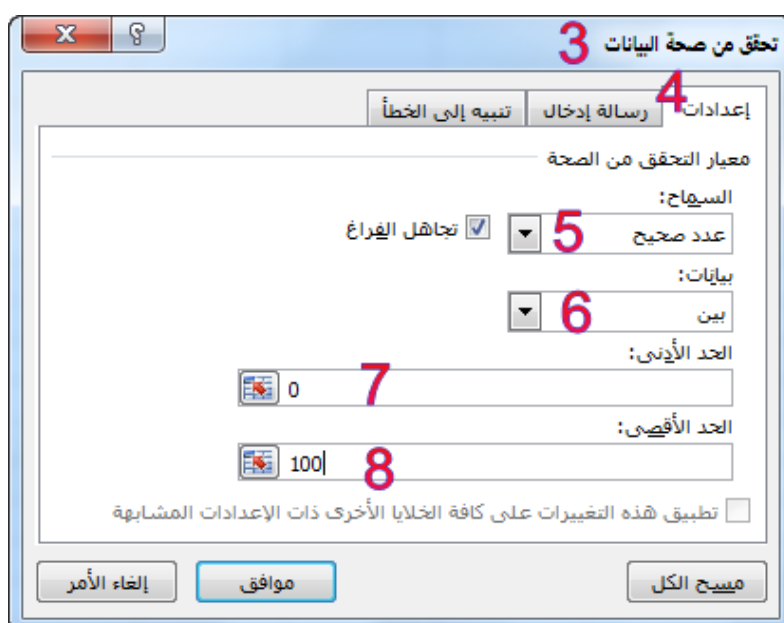 تحقق من صحة البيانات 3
?
إعدادات 4 رسالة إدخال تنبيه إلى الخطأ
معيار التحقق من الصحة
السماح:
عدد صحيح 5 تجاهل الفراغ
بيانات:
بين 6
الحد الأدنى:
0 7
الحد الأقصى:
100 8
تطبيق هذه التغييرات على كافة الخلايا الأخرى ذات الإعدادات المشابهة
مسح الكل موافق إلغاء الأمر